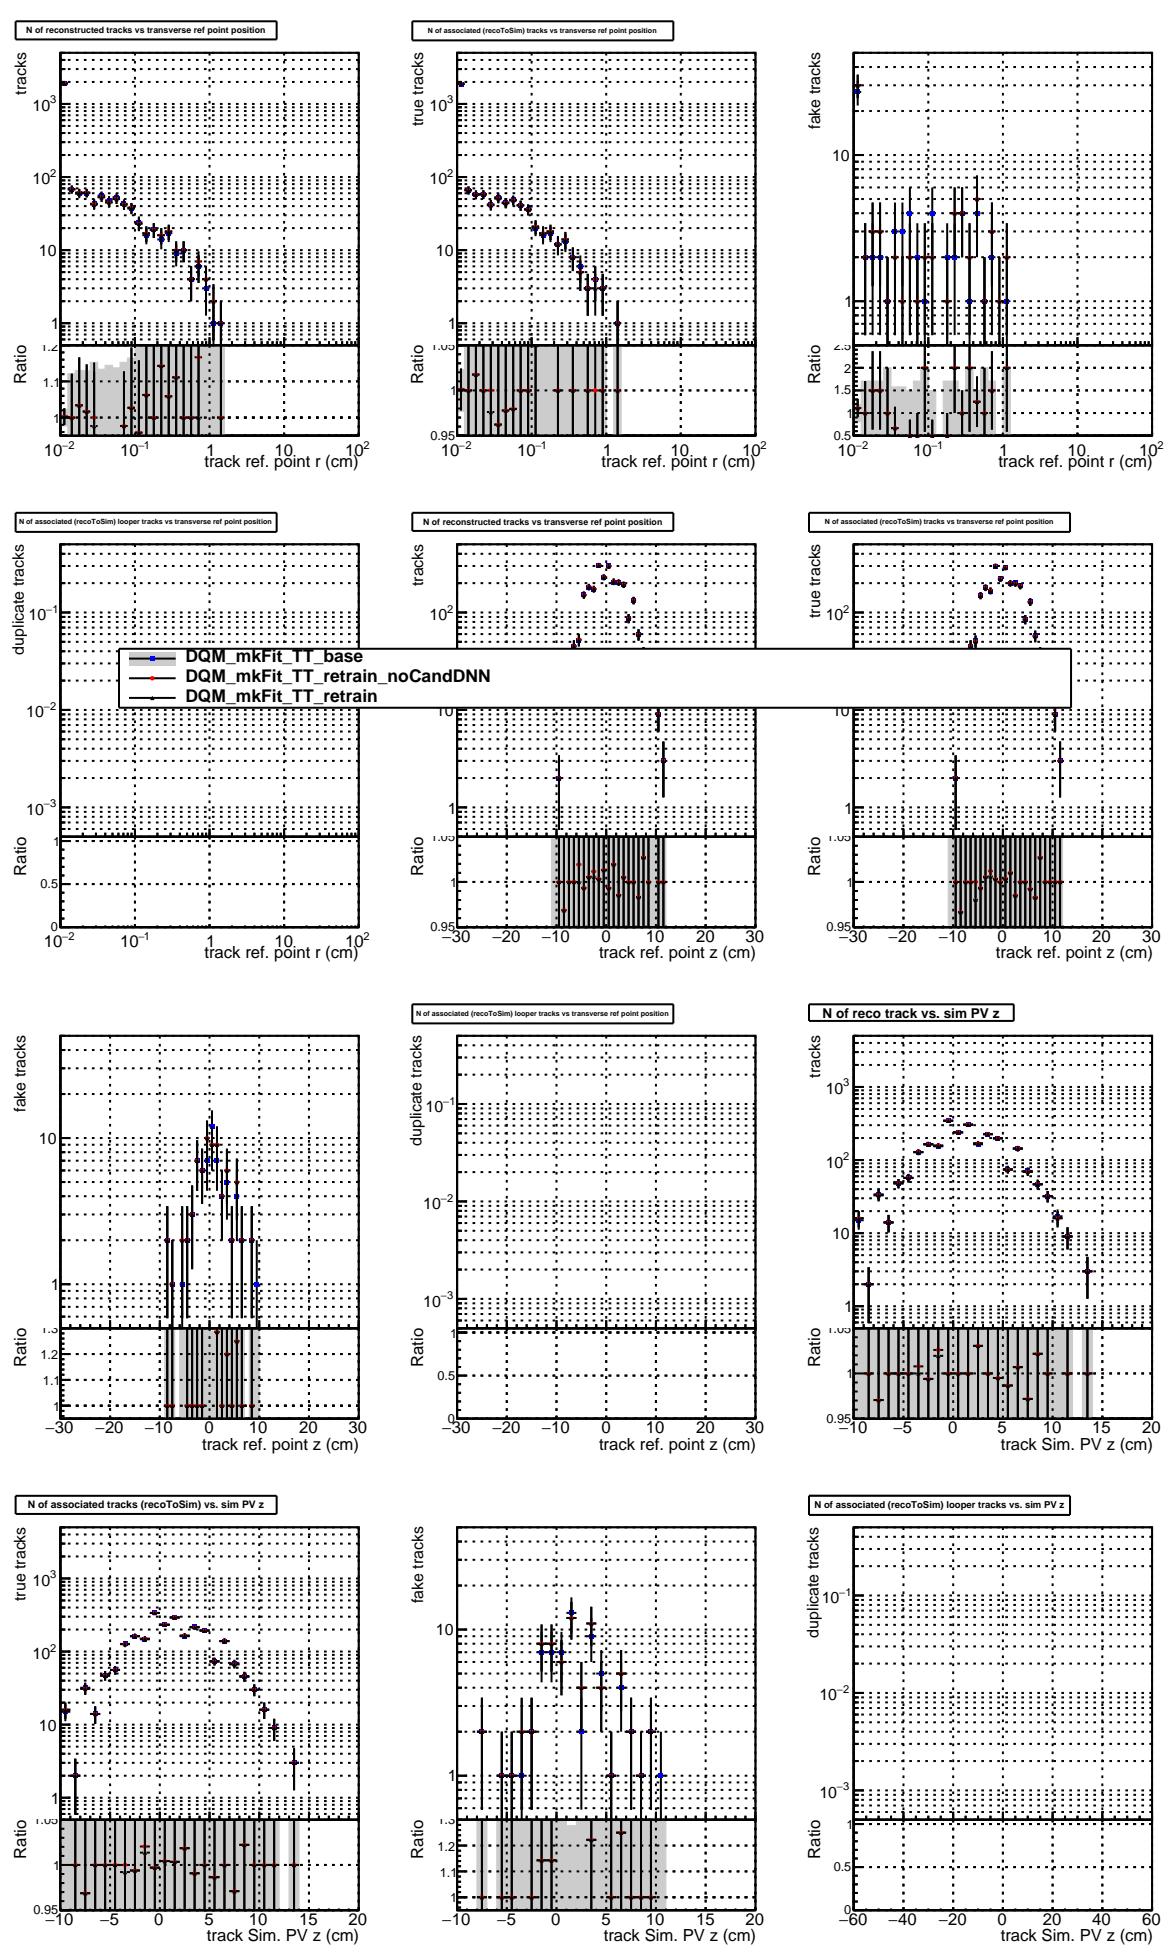 N of reconstructed tracks vs transverse ref point position
tracks
10³
10²
10
1
Ratio
1.2
1.1
1
10⁻² 10⁻¹ 1 10 10²
track ref. point r (cm)
N of associated (recoToSim) tracks vs transverse ref point position
true tracks
10³
10²
10
1
Ratio
1.05
1
0.95
10⁻² 10⁻¹ 1 10 10²
track ref. point r (cm)
fake tracks
10
1
Ratio
2.5
2
1.5
1
0.5
10⁻² 10⁻¹ 1 10 10²
track ref. point r (cm)
N of associated (recoToSim) looper tracks vs transverse ref point position
duplicate tracks
10⁻¹
10⁻²
10⁻³
Ratio
1
0.5
0
10⁻² 10⁻¹ 1 10 10²
track ref. point r (cm)
N of reconstructed tracks vs transverse ref point position
tracks
10²
10
1
Ratio
1.05
1
0.95
−30 −20 −10 0 10 20 30
track ref. point z (cm)
N of associated (recoToSim) tracks vs transverse ref point position
true tracks
10²
10
1
Ratio
1.05
1
0.95
−30 −20 −10 0 10 20 30
track ref. point z (cm)
DQM_mkFit_TT_base
DQM_mkFit_TT_retrain_noCandDNN
DQM_mkFit_TT_retrain
fake tracks
10
1
Ratio
1.3
1.2
1.1
1
−30 −20 −10 0 10 20 30
track ref. point z (cm)
N of associated (recoToSim) looper tracks vs transverse ref point position
duplicate tracks
10⁻¹
10⁻²
10⁻³
Ratio
1
0.5
0
−30 −20 −10 0 10 20 30
track ref. point z (cm)
N of reco track vs. sim PV z
tracks
10³
10²
10
1
Ratio
1.05
1
0.95
−10 −5 0 5 10 15 20
track Sim. PV z (cm)
N of associated tracks (recoToSim) vs. sim PV z
true tracks
10³
10²
10
1
Ratio
1.05
1
0.95
−10 −5 0 5 10 15 20
track Sim. PV z (cm)
fake tracks
10
1
Ratio
1.3
1.2
1.1
1
−10 −5 0 5 10 15 20
track Sim. PV z (cm)
N of associated (recoToSim) looper tracks vs. sim PV z
duplicate tracks
10⁻¹
10⁻²
10⁻³
Ratio
1
0.5
0
−60 −40 −20 0 20 40 60
track Sim. PV z (cm)